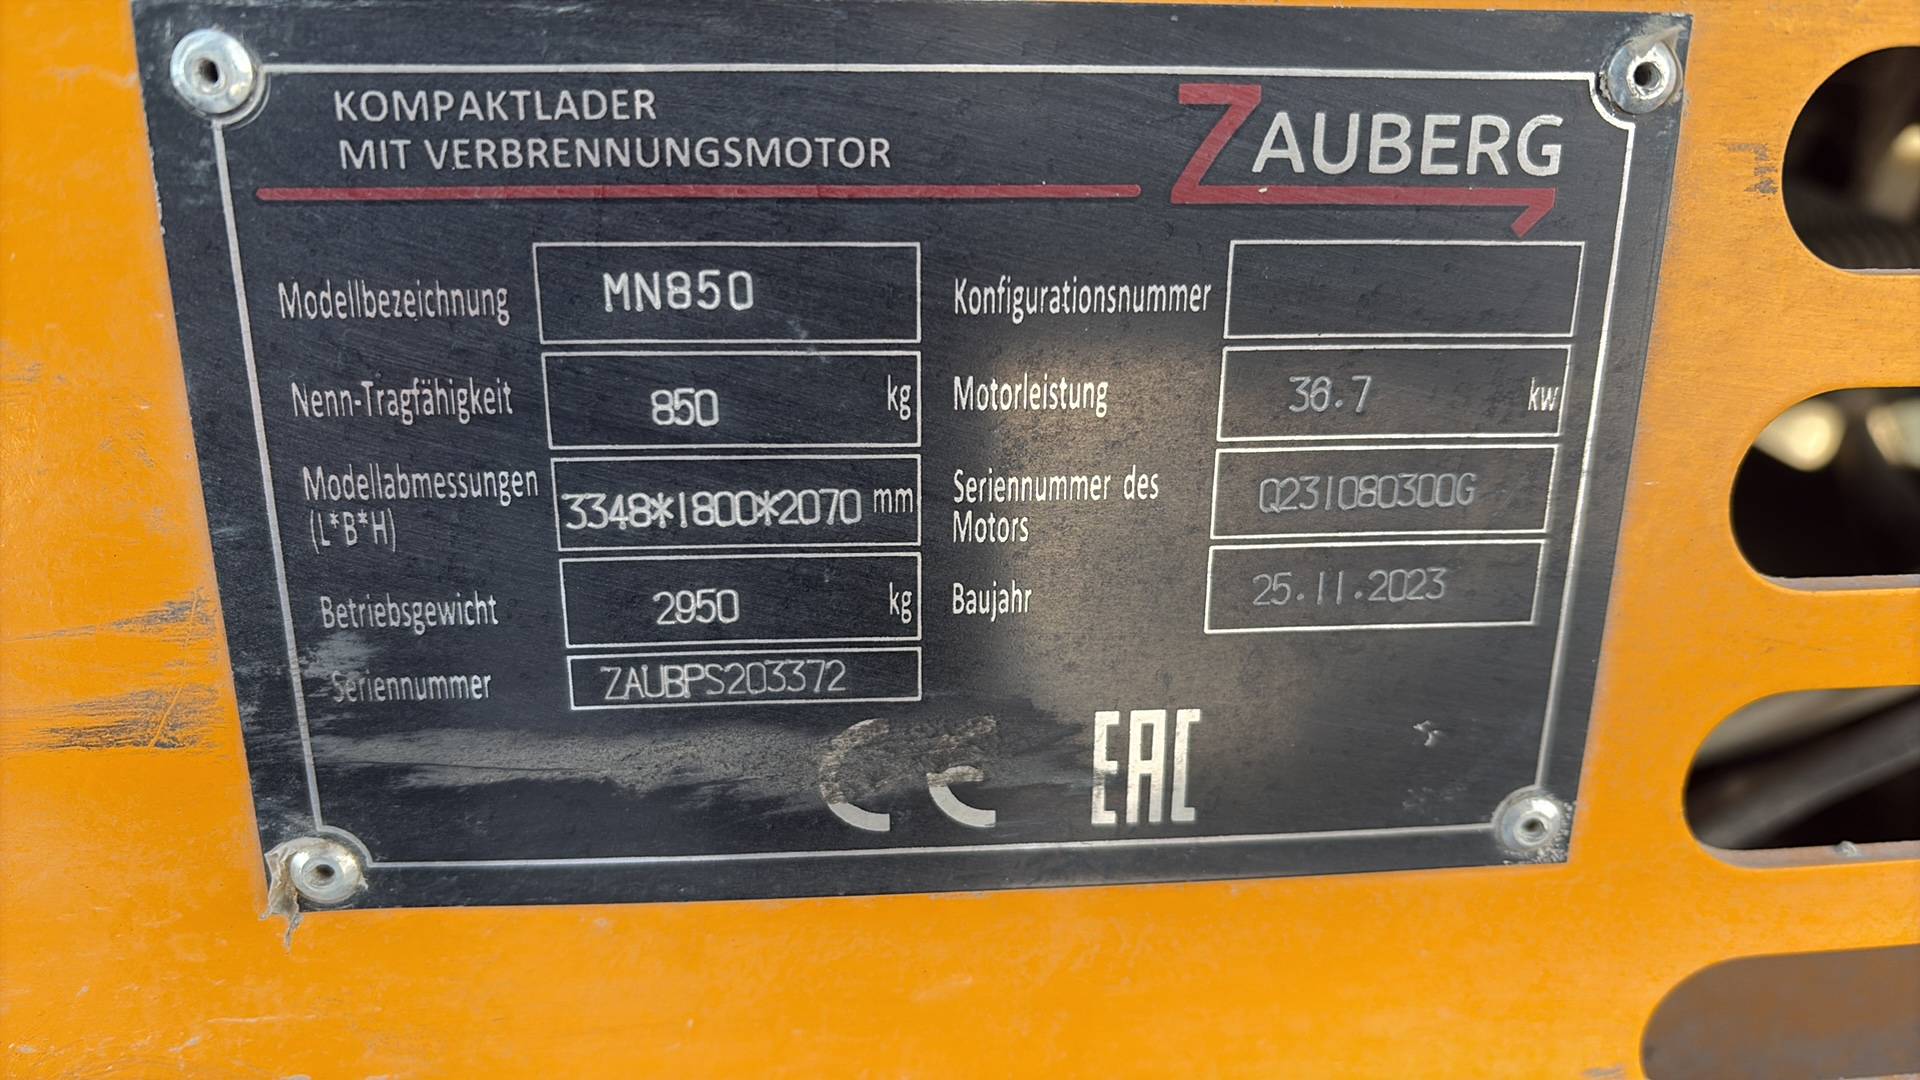 KOMPAKTLADER
MIT VERBRENNUNGSMOTOR
ZAUBERG
Modellbezeichnung MN850
Nenn-Tragfähigkeit 850 kg
Modellabmessungen
(L*B*H) 3348*1800*2070 mm
Betriebsgewicht 2950 kg
Seriennummer ZAUBPS203372
Konfigurationsnummer
Motorleistung 36.7 kw
Seriennummer des
Motors Q231080300G
Baujahr 25.11.2023
CE EAC